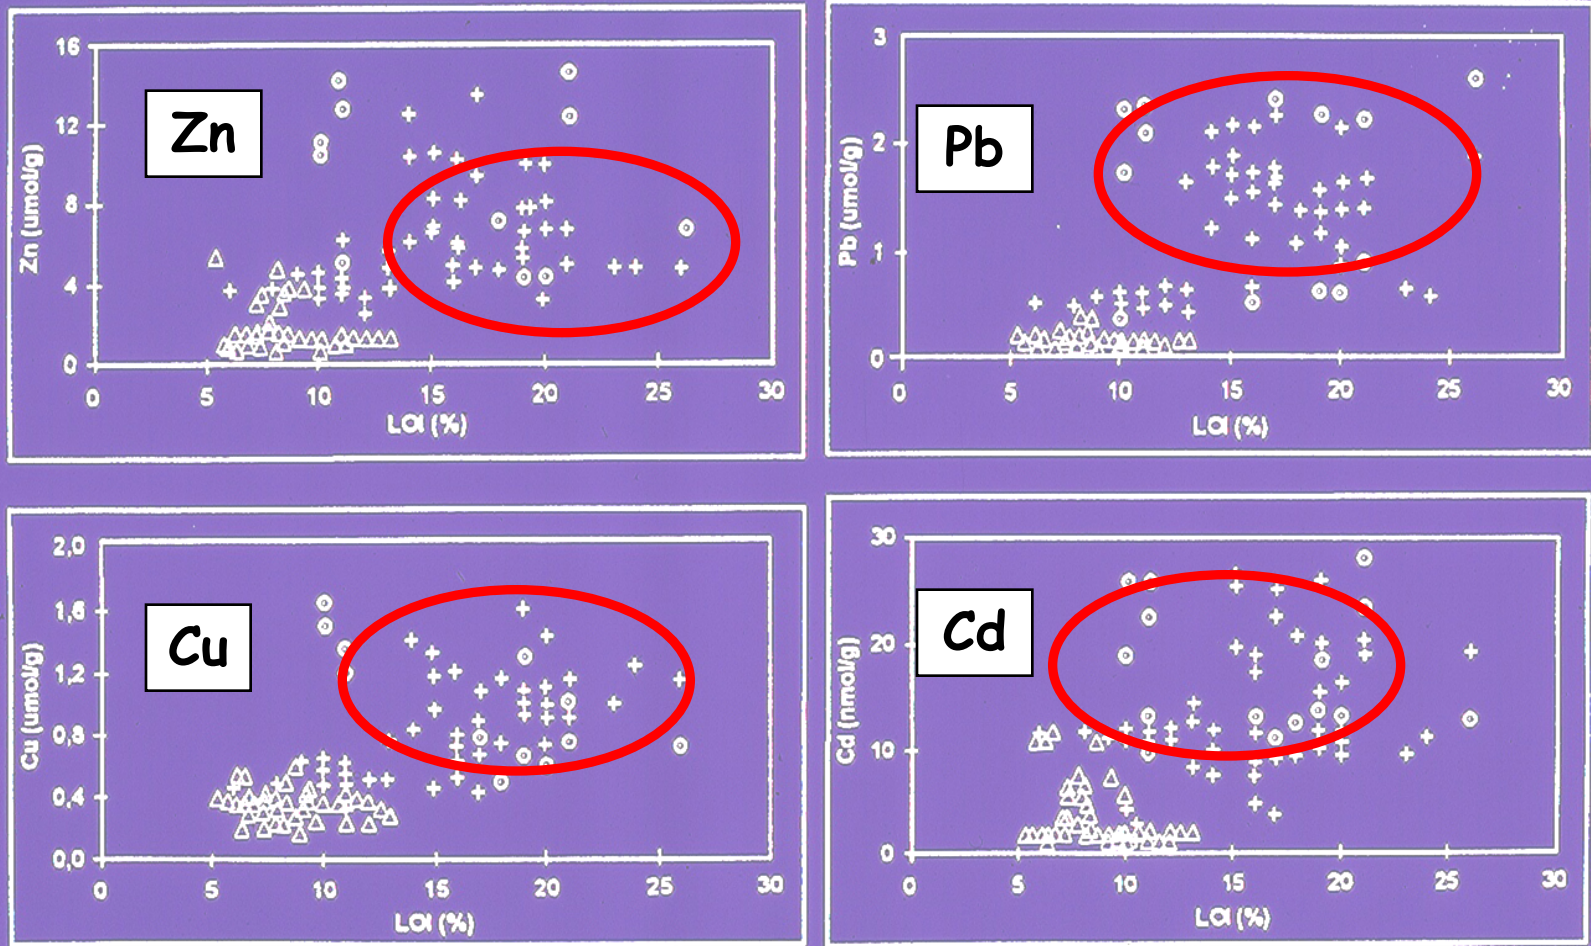 16
12
8
4
0
0 5 10 15 20 25 30
Zn (umol/g)
LOI (%)
Zn
3
2
1
0
0 5 10 15 20 25 30
Pb (umol/g)
LOI (%)
Pb
2,0
1,6
1,2
0,8
0,4
0,0
0 5 10 15 20 25 30
Cu (umol/g)
LOI (%)
Cu
30
20
10
0
0 5 10 15 20 25 30
Cd (nmol/g)
LOI (%)
Cd